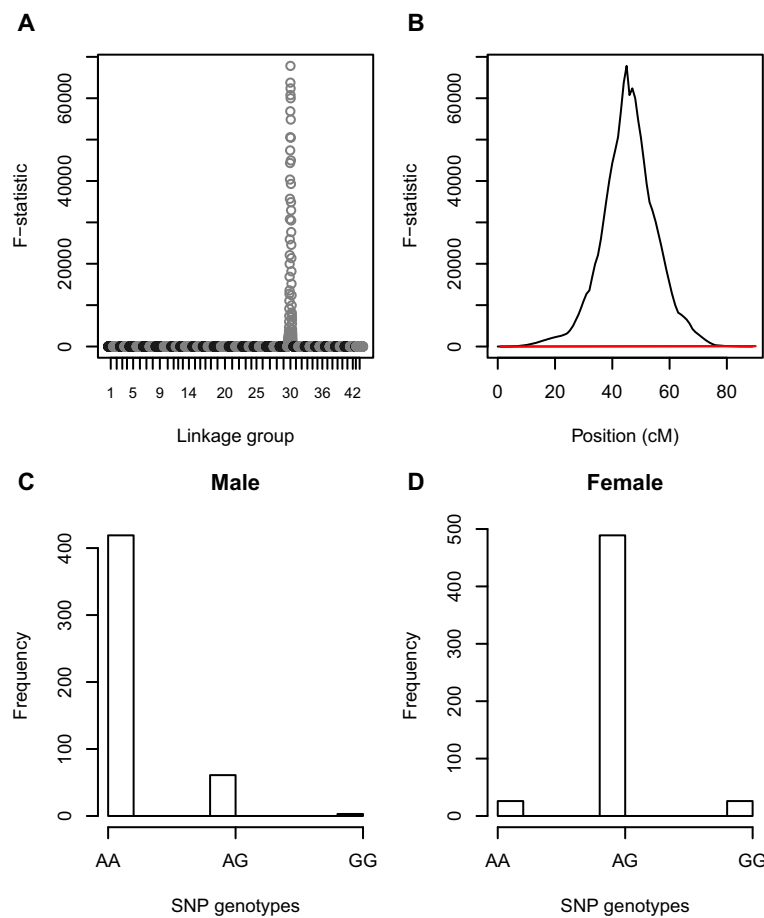 A
F−statistic
0 20000 40000 60000
1 5 9 14 20 25 30 36 42
Linkage group
B
F−statistic
0 20000 40000 60000
0 20 40 60 80
Position (cM)
C
Male
Frequency
0 100 200 300 400
AA AG GG
SNP genotypes
D
Female
Frequency
0 100 200 300 400 500
AA AG GG
SNP genotypes